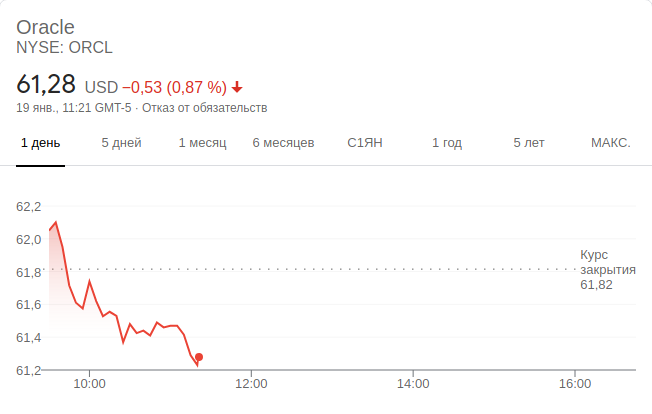 Oracle
NYSE: ORCL
61,28 USD −0,53 (0,87 %)
19 янв., 11:21 GMT-5 · Отказ от обязательств
1 день 5 дней 1 месяц 6 месяцев С1ЯН 1 год 5 лет МАКС.
62,2
62,0
61,8
61,6
61,4
61,2
Курс
закрытия
61,82
10:00 12:00 14:00 16:00